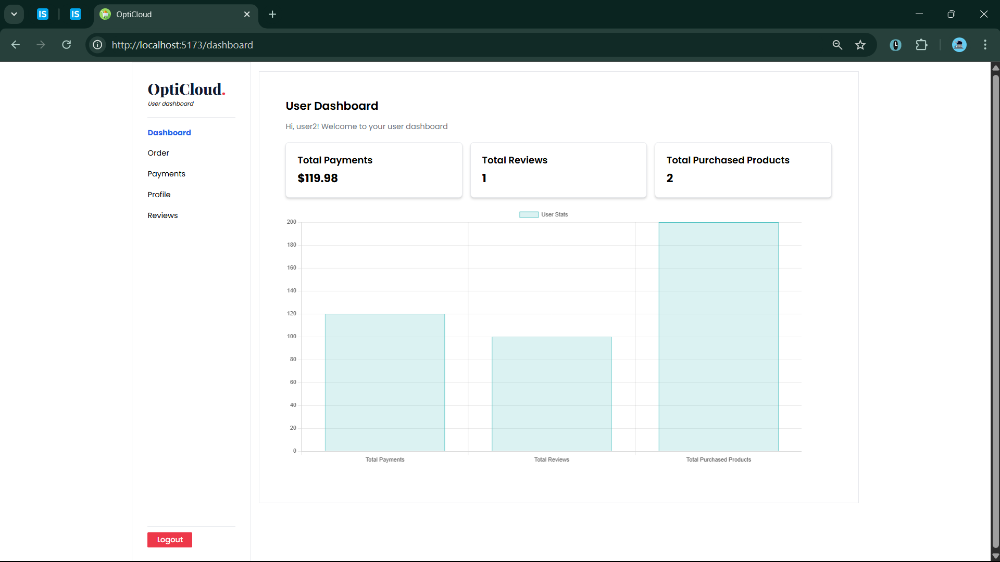 IS
IS
OptiCloud
http://localhost:5173/dashboard
OptiCloud.
User dashboard
Dashboard
Order
Payments
Profile
Reviews
Logout
User Dashboard
Hi, user2! Welcome to your user dashboard
Total Payments
$119.98
Total Reviews
1
Total Purchased Products
2
User Stats
200
180
160
140
120
100
80
60
40
20
0
Total Payments
Total Reviews
Total Purchased Products